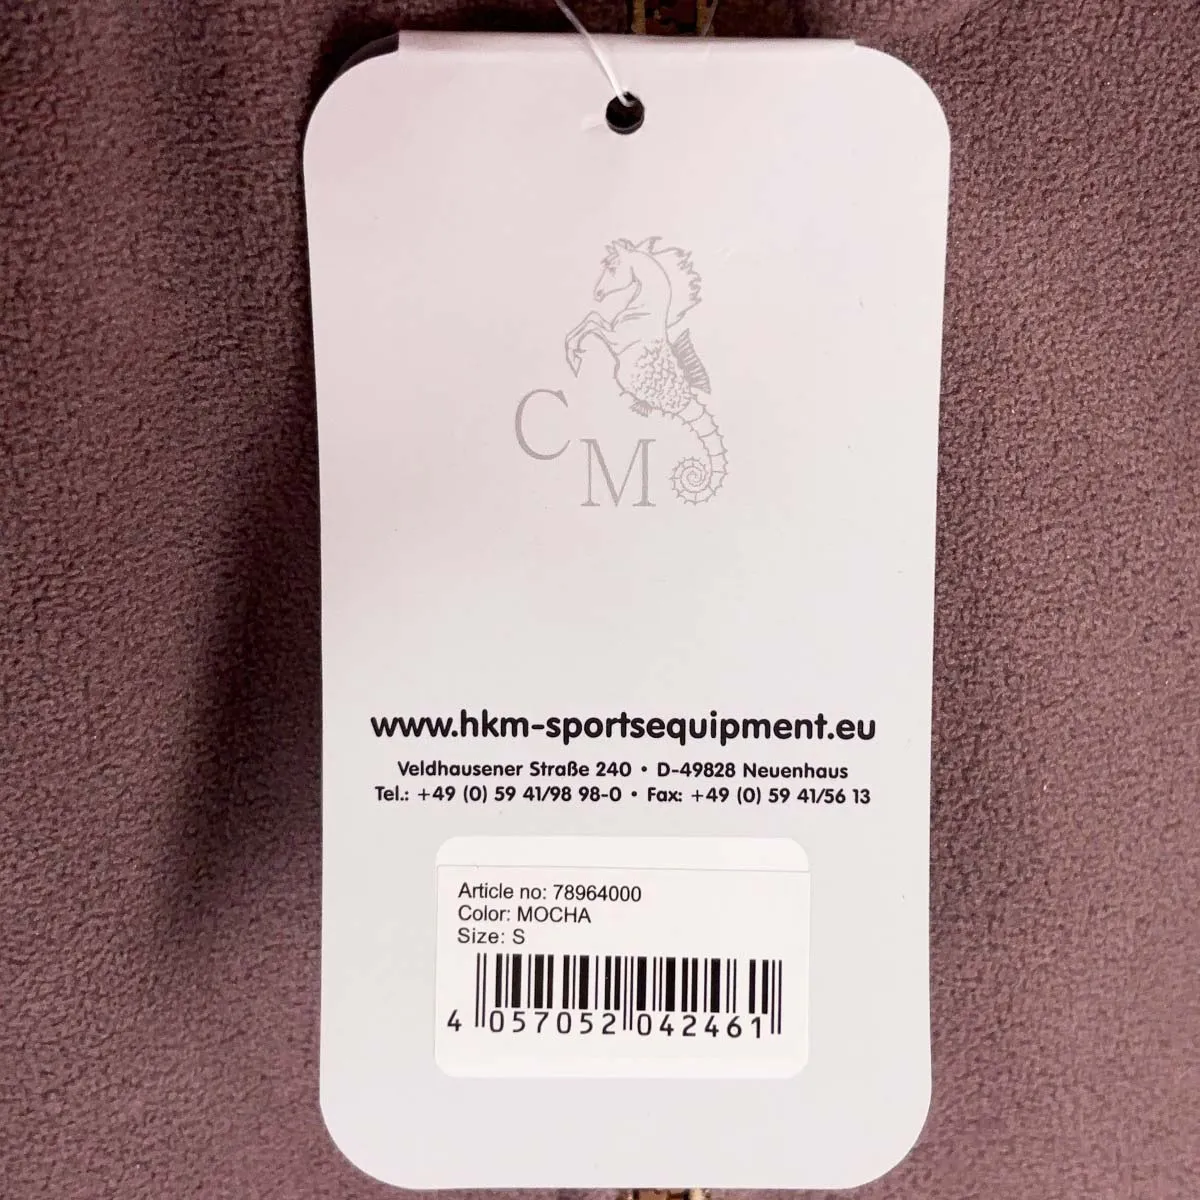 C
M
www.hkm-sportsequipment.eu
Veldhausener Straße 240 • D-49828 Neuenhaus
Tel.: +49 (0) 59 41/98 98-0 • Fax: +49 (0) 59 41/56 13
Article no: 78964000
Color: MOCHA
Size: S
4 057052 042461